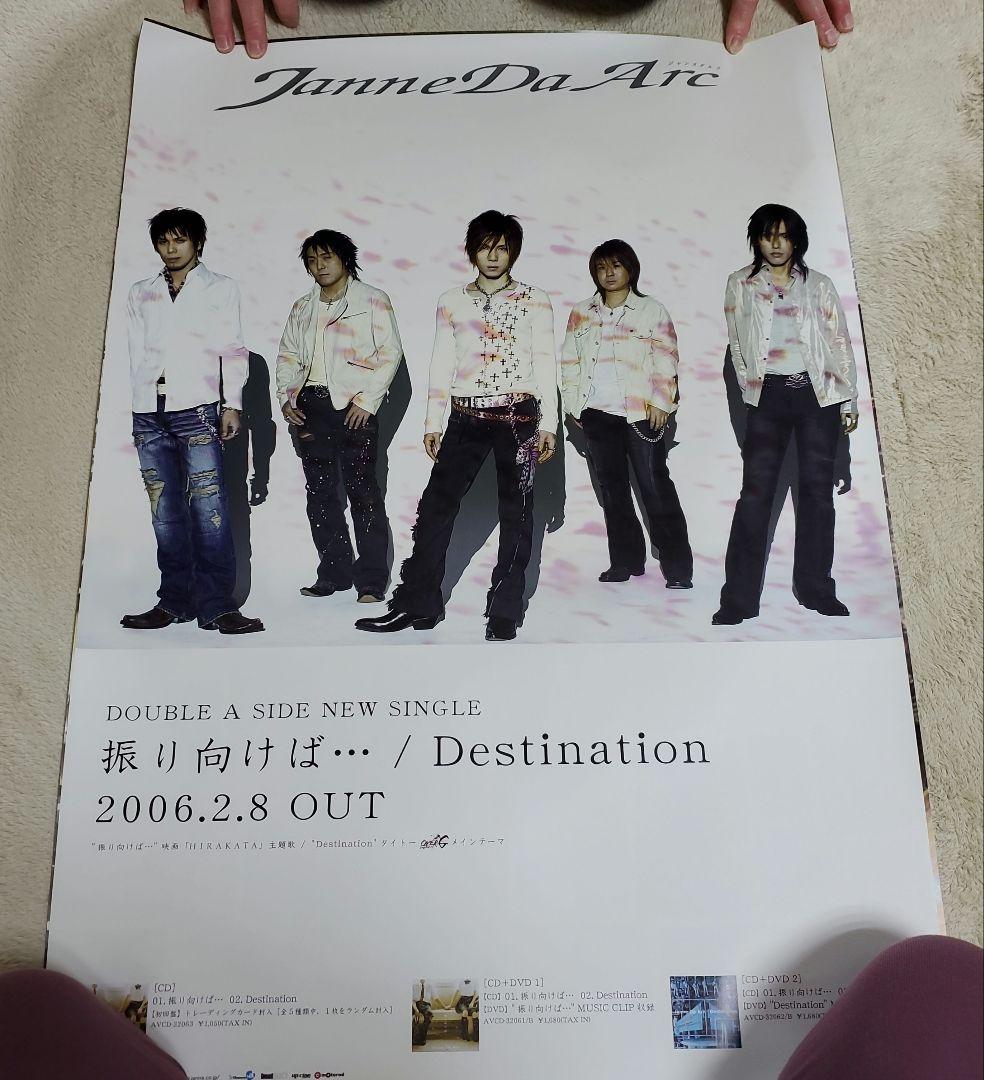 Janne Da Arc
ジャンヌダルク
DOUBLE A SIDE NEW SINGLE
振り向けば… / Destination
2006.2.8 OUT
"振り向けば…" 映画「HIRAKATA」主題歌 / "Destination" タイトー メインテーマ
[CD]
01. 振り向けば… 02. Destination
【初回盤】トレーディングカード封入 [全5種類中、1枚をランダム封入]
AVCD-32063 ¥1,050(TAX IN)
[CD+DVD 1]
【CD】01. 振り向けば… 02. Destination
【DVD】"振り向けば…" MUSIC CLIP 収録
AVCD-32061/B ¥1,680(TAX IN)
[CD+DVD 2]
【CD】01. 振り向けば…
【DVD】"Destination"
AVCD-32062/B ¥1,680(TAX